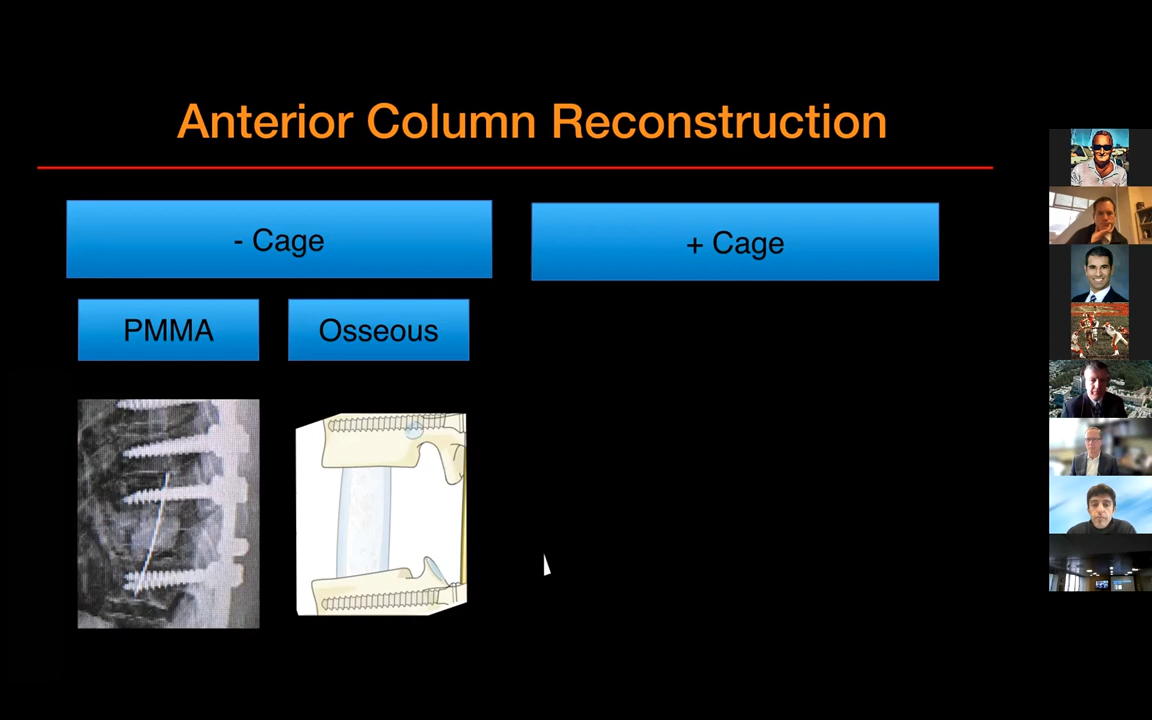 Anterior Column Reconstruction
- Cage
+ Cage
PMMA
Osseous